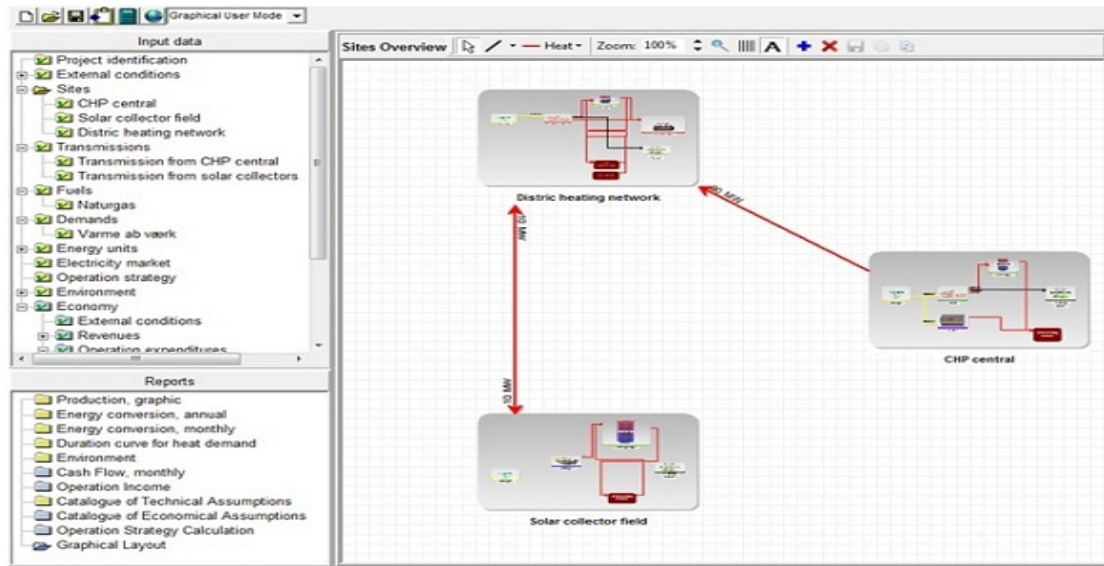 Graphical User Mode
Input data
Project identification
External conditions
Sites
CHP central
Solar collector field
Distric heating network
Transmissions
Transmission from CHP central
Transmission from solar collectors
Fuels
Naturgas
Demands
Varme ab værk
Energy units
Electricity market
Operation strategy
Environment
Economy
External conditions
Revenues
Operation expenditures
Reports
Production, graphic
Energy conversion, annual
Energy conversion, monthly
Duration curve for heat demand
Environment
Cash Flow, monthly
Operation Income
Catalogue of Technical Assumptions
Catalogue of Economical Assumptions
Operation Strategy Calculation
Graphical Layout
Sites Overview Heat Zoom: 100% A
Distric heating network
10 MW
MW
CHP central
10 MW
Solar collector field